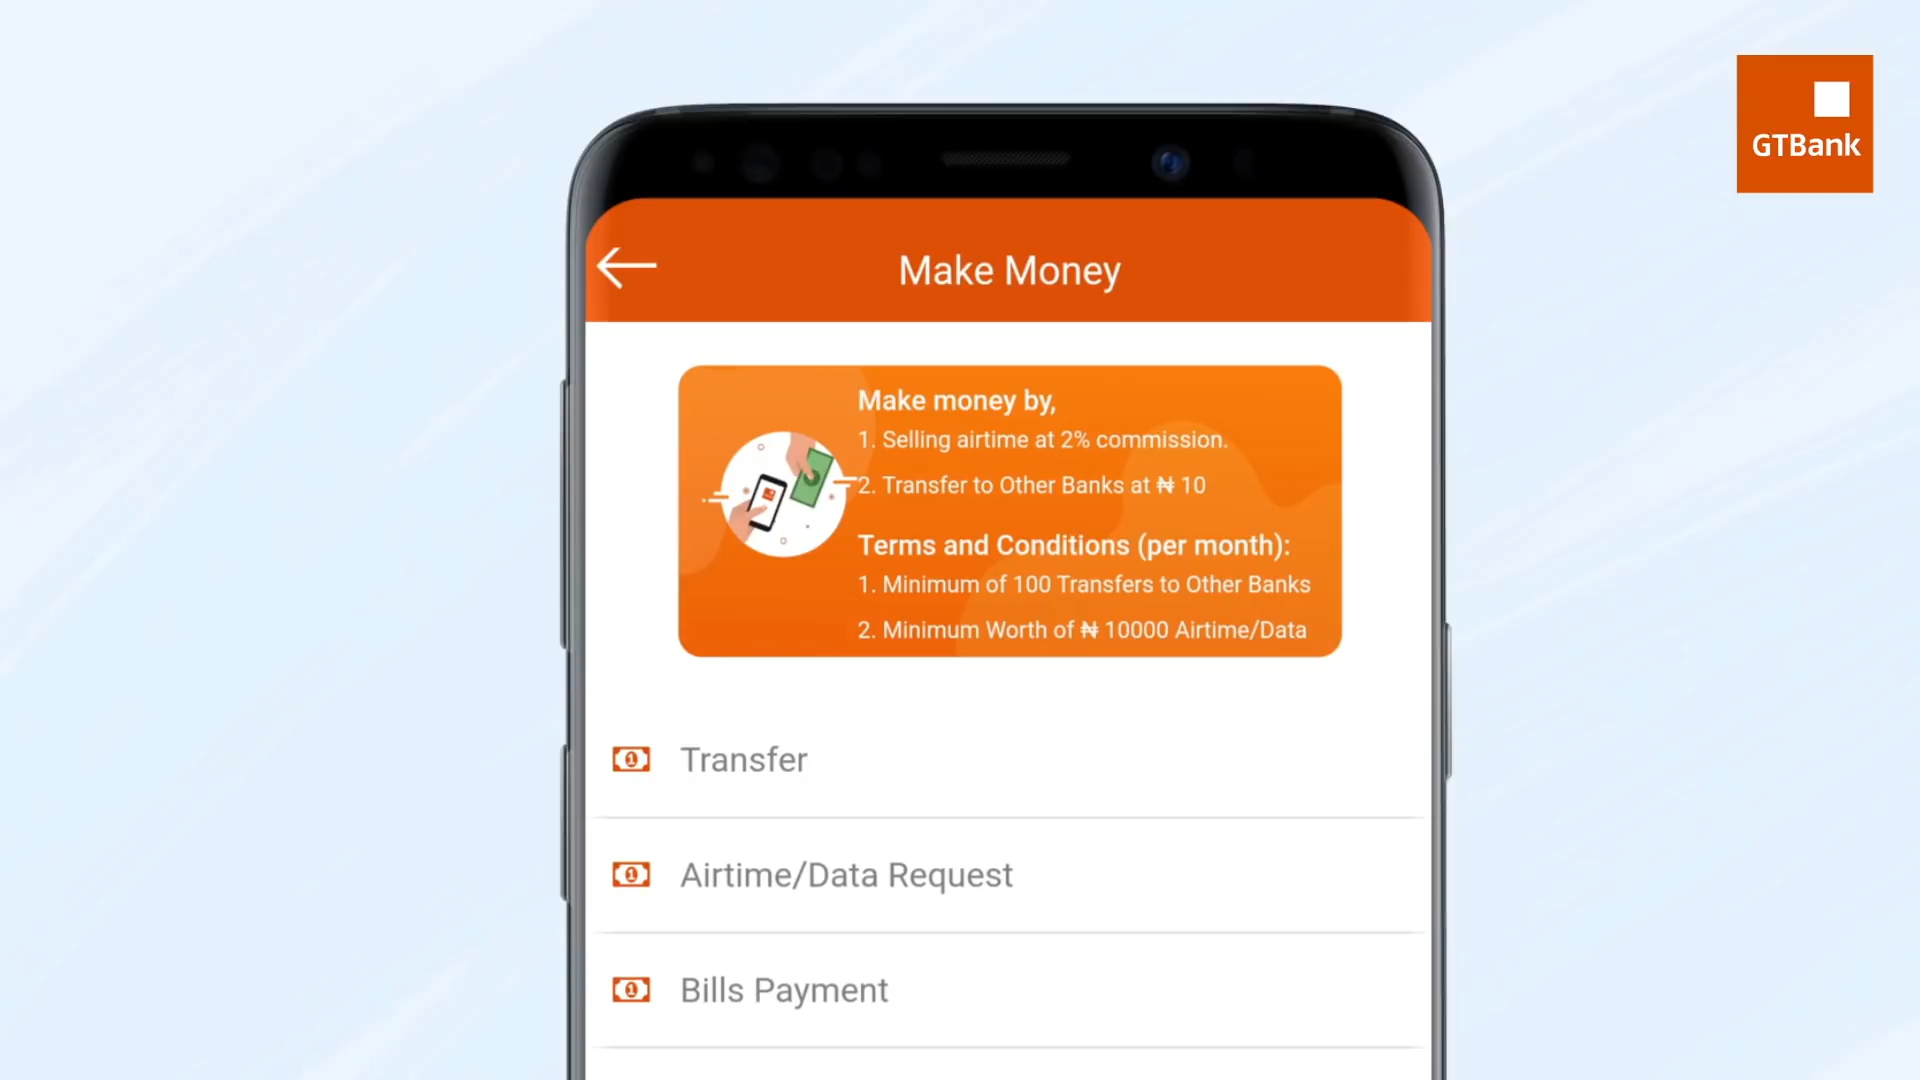 GTBank
Make Money
Make money by,
1. Selling airtime at 2% commission.
2. Transfer to Other Banks at ₦ 10
Terms and Conditions (per month):
1. Minimum of 100 Transfers to Other Banks
2. Minimum Worth of ₦ 10000 Airtime/Data
Transfer
Airtime/Data Request
Bills Payment